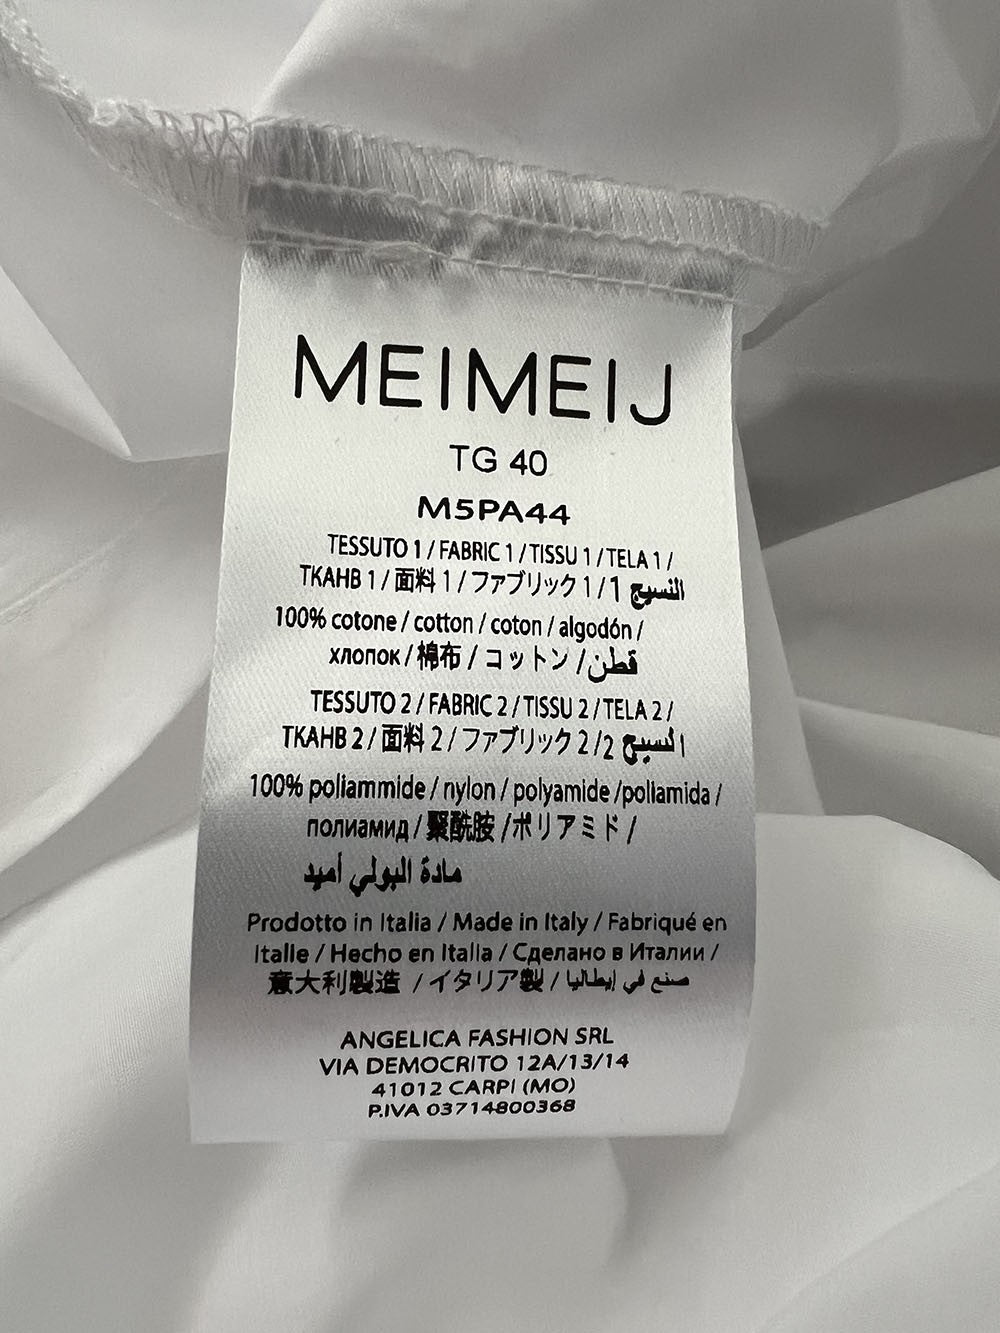 MEIMEIJ
TG 40
M5PA44
TESSUTO 1 / FABRIC 1 / TISSU 1 / TELA 1 /
ТКАНВ 1 / 面料 1 / ファブリック 1 / 1 النسيج
100% cotone / cotton / coton / algodón /
хлопок / 棉布 / コットン / قطن
TESSUTO 2 / FABRIC 2 / TISSU 2 / TELA 2 /
ТКАНВ 2 / 面料 2 / ファブリック 2 / 2 النسيج
100% poliammide / nylon / polyamide /poliamida /
полиамид / 聚酰胺 /ポリアミド /
مادة البولي أميد
Prodotto in Italia / Made in Italy / Fabriqué en
Italie / Hecho en Italia / Сделано в Италии /
意大利製造 / イタリア製 / صنع في إيطاليا
ANGELICA FASHION SRL
VIA DEMOCRITO 12A/13/14
41012 CARPI (MO)
P.IVA 03714800368